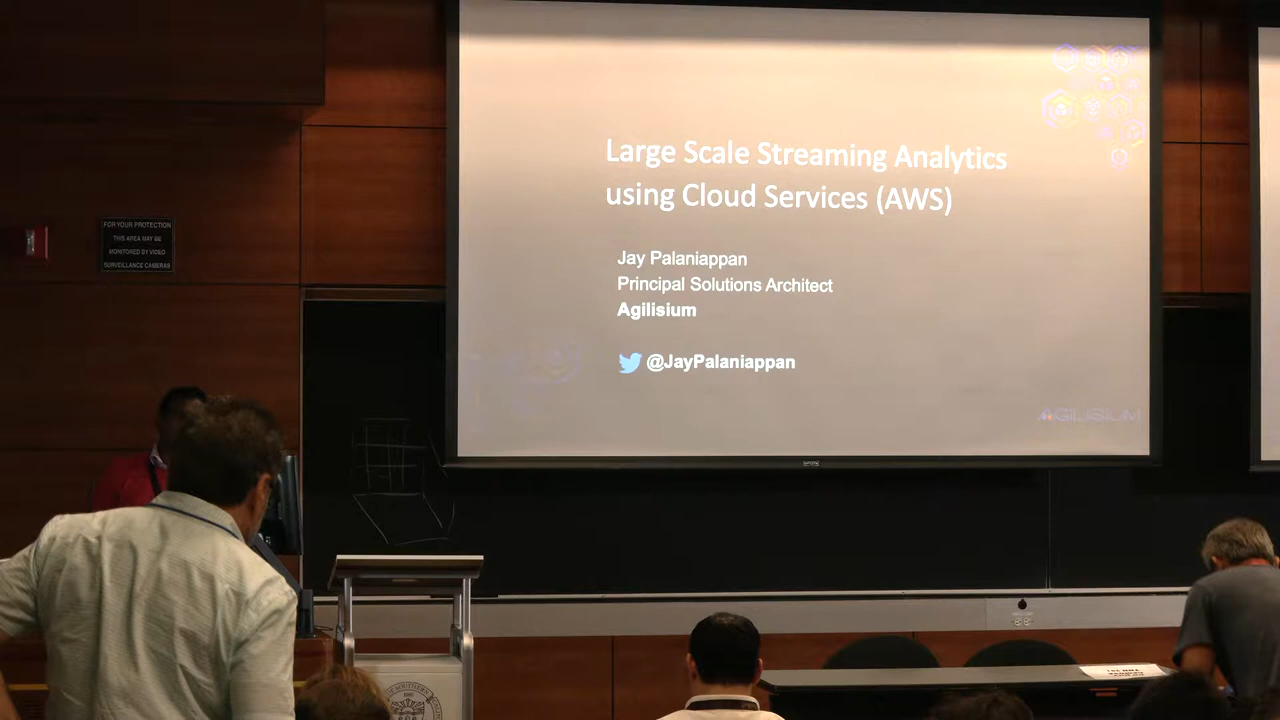 Large Scale Streaming Analytics
using Cloud Services (AWS)
Jay Palaniappan
Principal Solutions Architect
Agilisium
@JayPalaniappan
AGILISIUM
FOR YOUR PROTECTION
THIS AREA MAY BE
MONITORED BY VIDEO
SURVEILLANCE CAMERAS